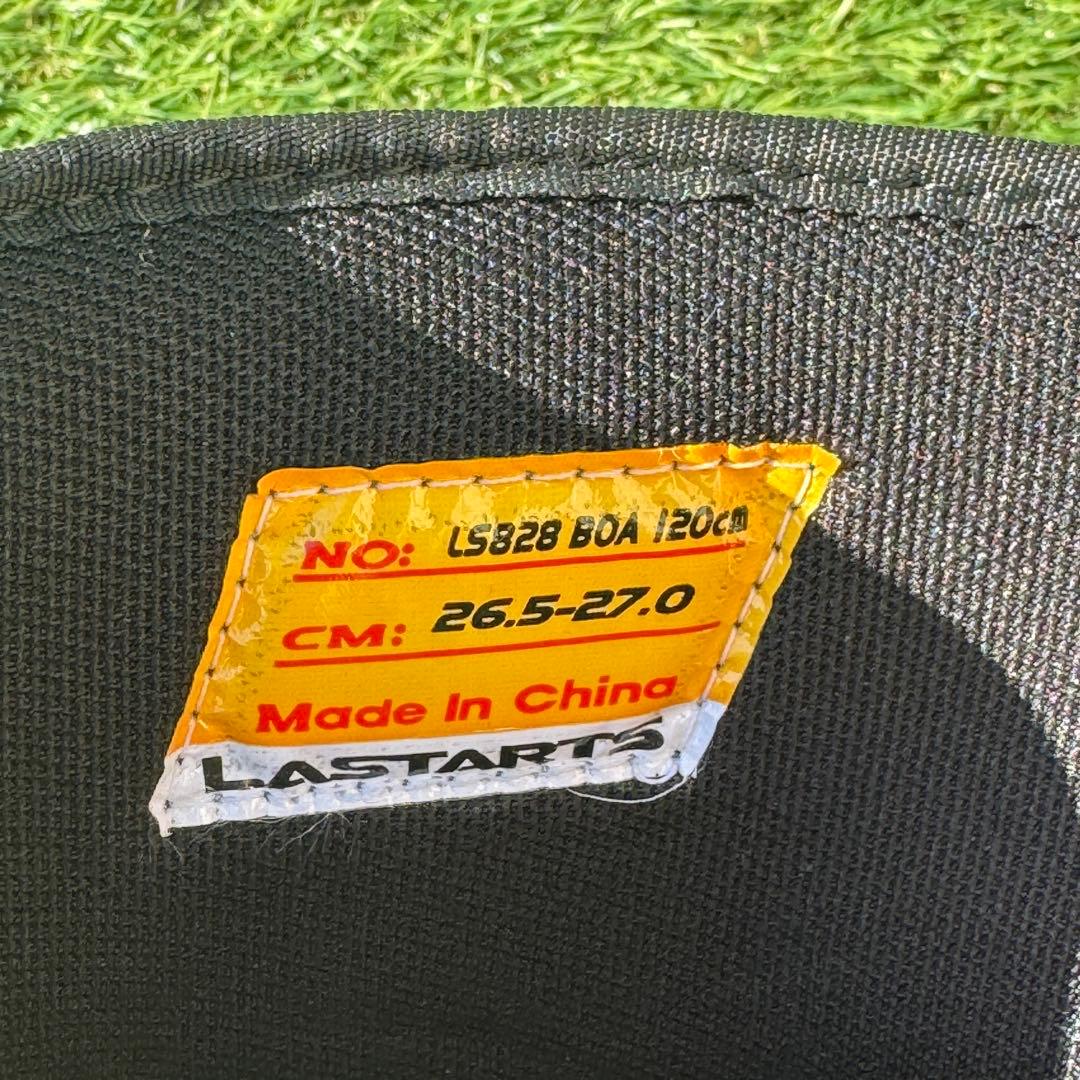 NO: LS828 BOA 120cm
CM: 26.5-27.0
Made In China
LASTARTS